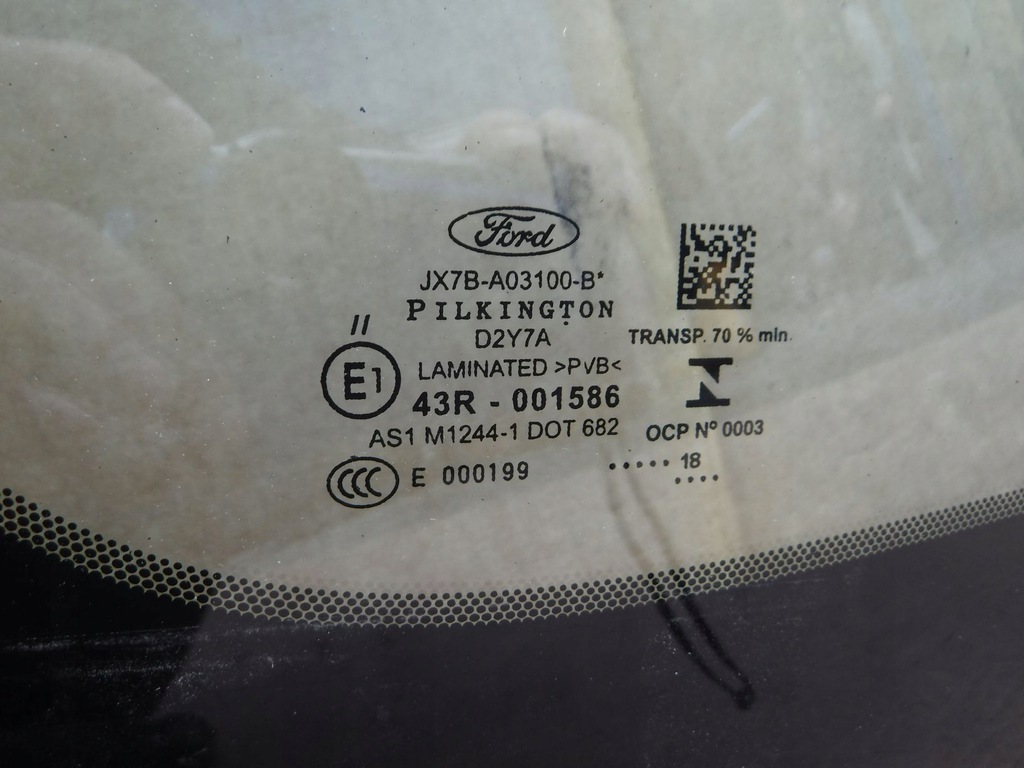 Ford
JX7B-A03100-B*
PILKINGTON
D2Y7A
TRANSP. 70 % min.
//
E1
LAMINATED >PVB<
43R - 001586
AS1 M1244-1 DOT 682
OCP Nº 0003
CCC E 000199
..... 18
....